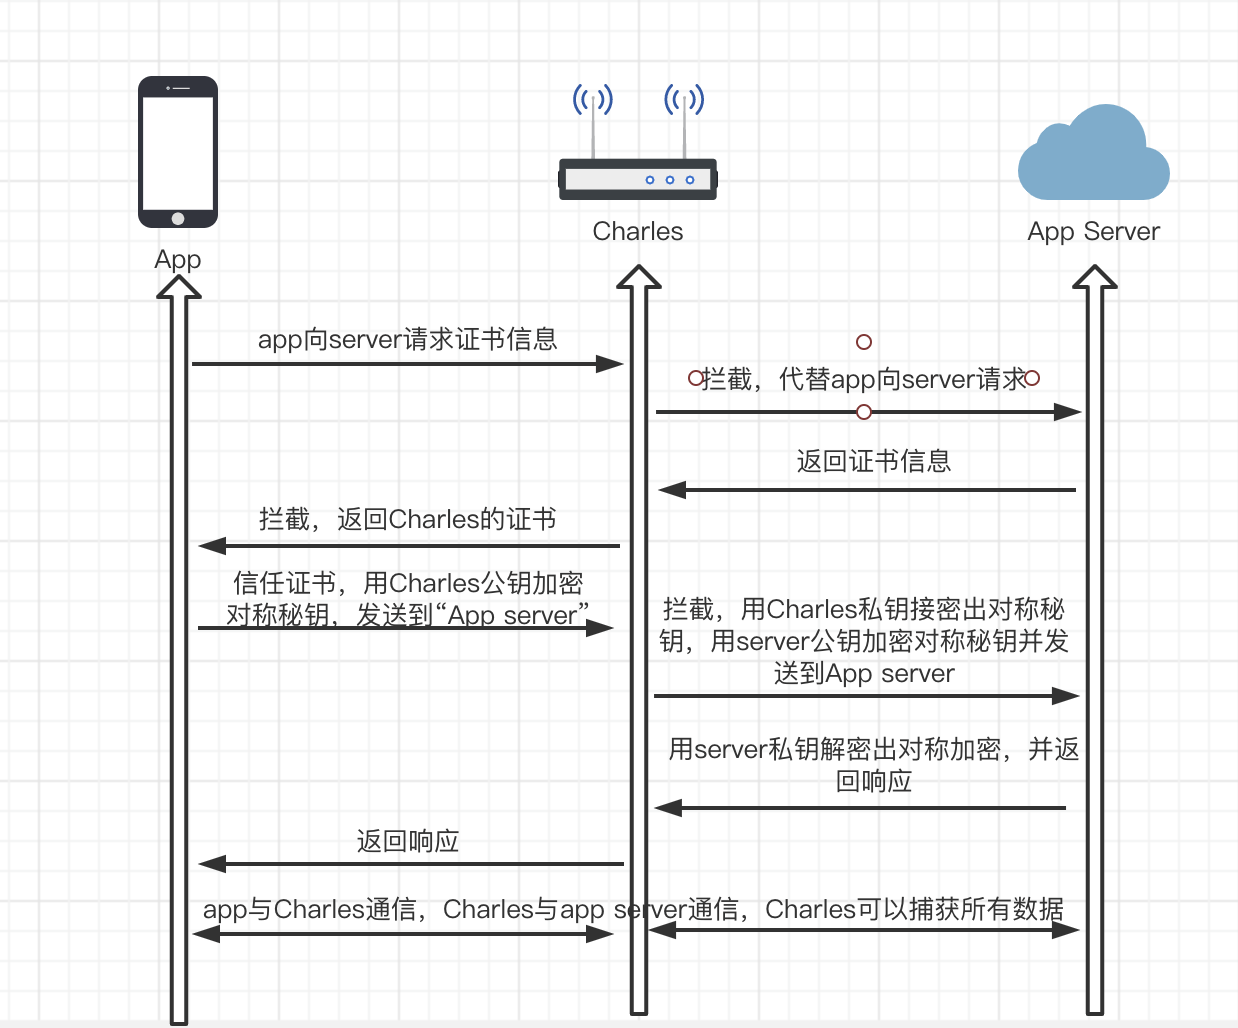 Charles
App Server
App
app向server请求证书信息
拦截，代替app向server请求
返回证书信息
拦截，返回Charles的证书
信任证书，用Charles公钥加密
对称秘钥，发送到“App server”
拦截，用Charles私钥接密出对称秘
钥，用server公钥加密对称秘钥并发
送到App server
用server私钥解密出对称加密，并返
回响应
返回响应
app与Charles通信，Charles与app server通信，Charles可以捕获所有数据